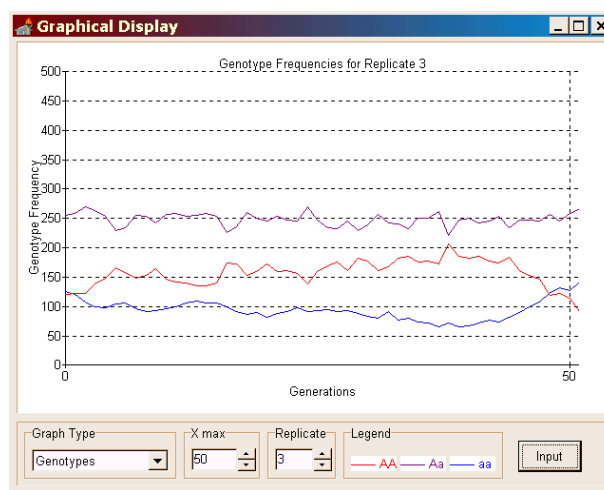 Graphical Display
Genotype Frequencies for Replicate 3
500
450
400
350
300
250
200
150
100
50
0
Genotype Frequency
0
50
Generations
Graph Type
Genotypes
X max
50
Replicate
3
Legend
AA Aa aa
Input